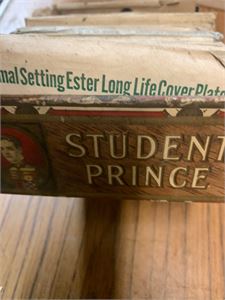 mal Setting Ester Long Life Cover Plate
STUDENT
PRINCE